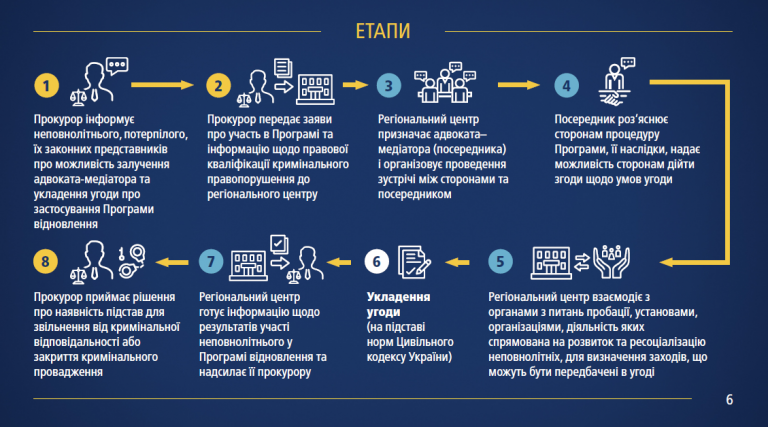 ЕТАПИ
1
Прокурор інформує
неповнолітнього, потерпілого,
їх законних представників
про можливість залучення
адвоката-медіатора та
укладення угоди про
застосування Програми
відновлення
2
Прокурор передає заяви
про участь в Програмі та
інформацію щодо правової
кваліфікації кримінального
правопорушення до
регіонального центру
3
Регіональний центр
призначає адвоката–
медіатора (посередника)
і організовує проведення
зустрічі між сторонами та
посередником
4
Посередник роз’яснює
сторонам процедуру
Програми, її наслідки, надає
можливість сторонам дійти
згоди щодо умов угоди
5
Регіональний центр взаємодіє з
органами з питань пробації, установами,
організаціями, діяльність яких
спрямована на розвиток та ресоціалізацію
неповнолітніх, для визначення заходів, що
можуть бути передбачені в угоді
6
Укладення
угоди
(на підставі
норм Цивільного
кодексу України)
7
Регіональний центр
готує інформацію щодо
результатів участі
неповнолітнього у
Програмі відновлення та
надсилає її прокурору
8
Прокурор приймає рішення
про наявність підстав для
звільнення від кримінальної
відповідальності або
закриття кримінального
провадження
6